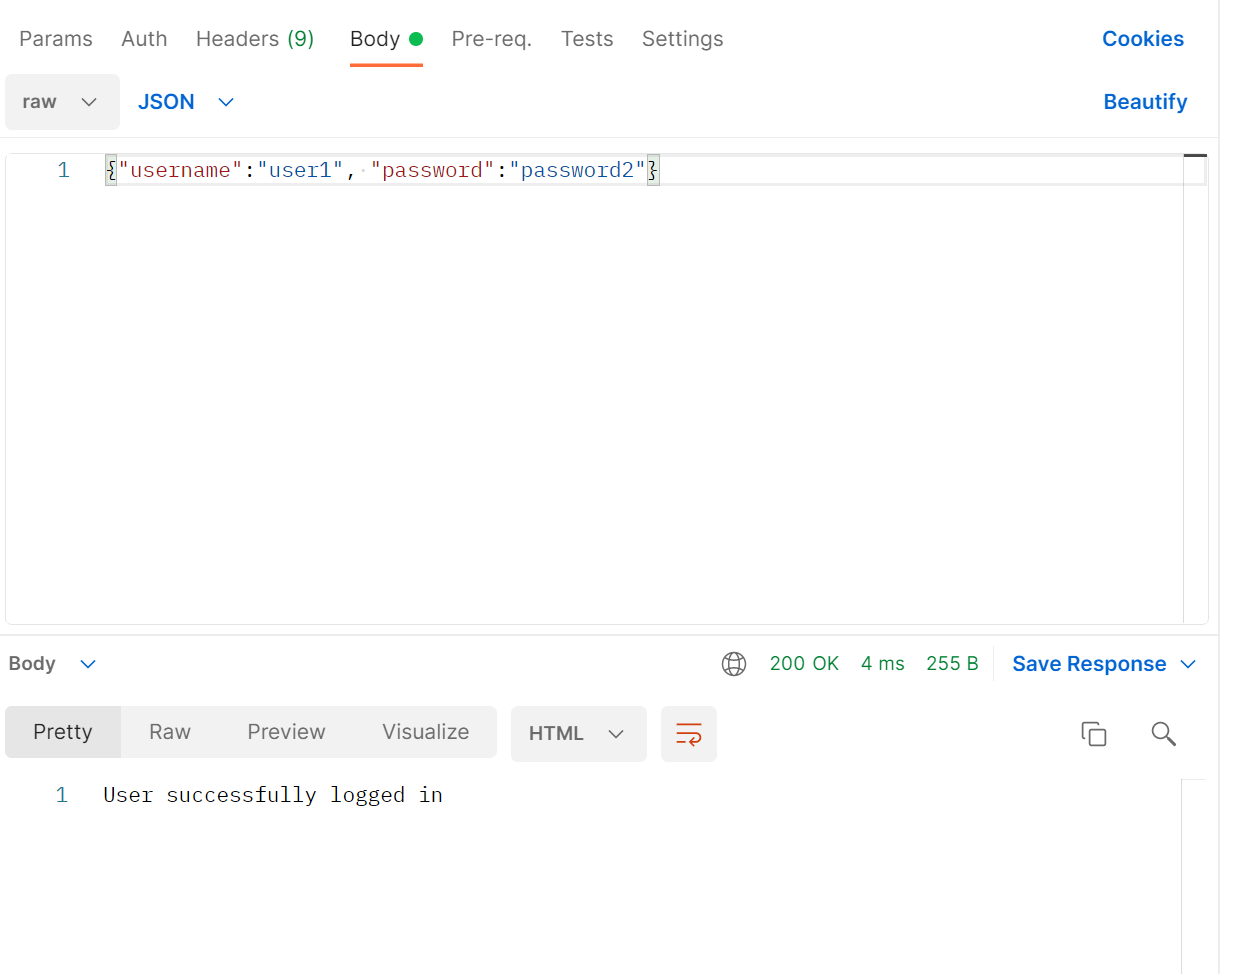 Params Auth Headers (9) Body Pre-req. Tests Settings Cookies
raw JSON Beautify
1 {"username":"user1", "password":"password2"}
Body 200 OK 4 ms 255 B Save Response
Pretty Raw Preview Visualize HTML
1 User successfully logged in